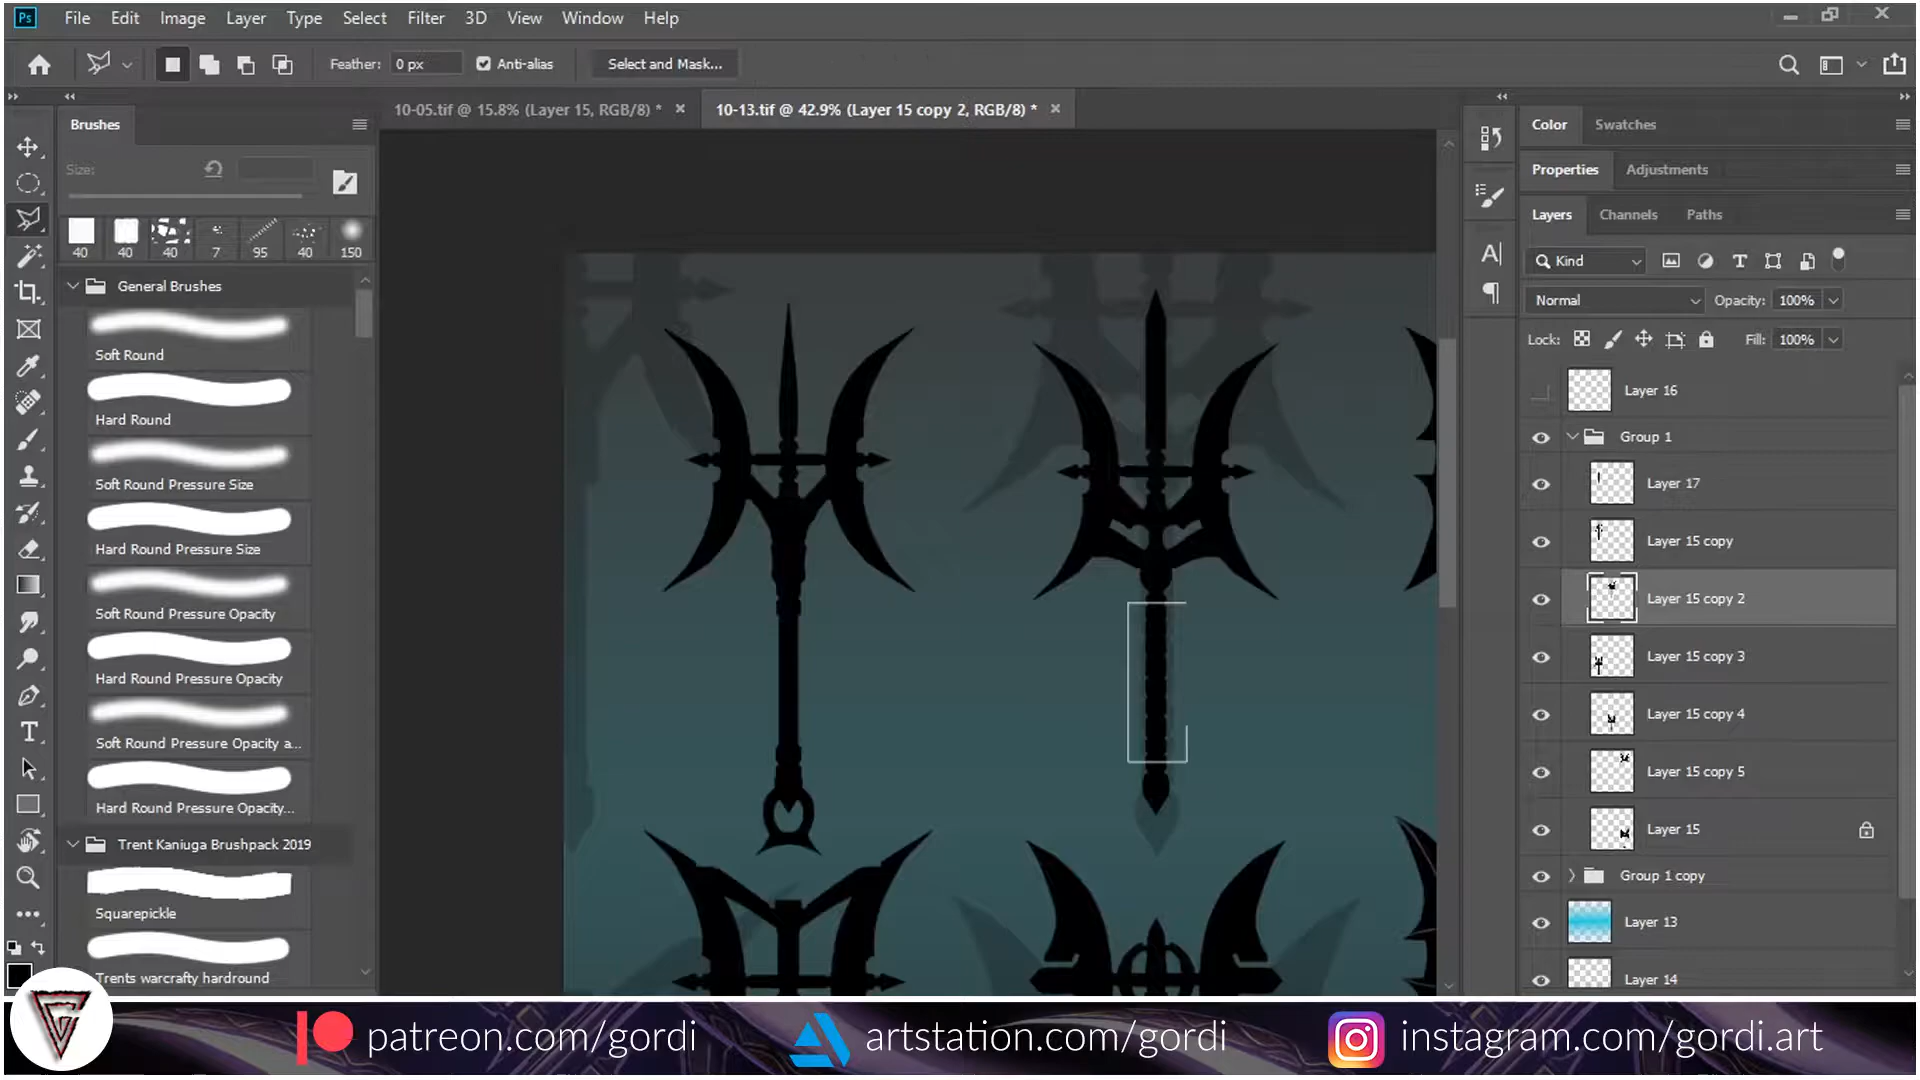 Ps File Edit Image Layer Type Select Filter 3D View Window Help
Feather: 0 px Anti-alias Select and Mask...
10-05.tif @ 15.8% (Layer 15, RGB/8) * 10-13.tif @ 42.9% (Layer 15 copy 2, RGB/8) *
Brushes
Size:
40 40 40 7 95 40 150
General Brushes
Soft Round
Hard Round
Soft Round Pressure Size
Hard Round Pressure Size
Soft Round Pressure Opacity
Hard Round Pressure Opacity
Soft Round Pressure Opacity a...
Hard Round Pressure Opacity...
Trent Kaniuga Brushpack 2019
Squarepickle
Trents warcrafty hardround
Color Swatches
Properties Adjustments
Layers Channels Paths
Kind
Normal Opacity: 100%
Lock: Fill: 100%
Layer 16
Group 1
Layer 17
Layer 15 copy
Layer 15 copy 2
Layer 15 copy 3
Layer 15 copy 4
Layer 15 copy 5
Layer 15
Group 1 copy
Layer 13
Layer 14
patreon.com/gordi artstation.com/gordi instagram.com/gordi.art